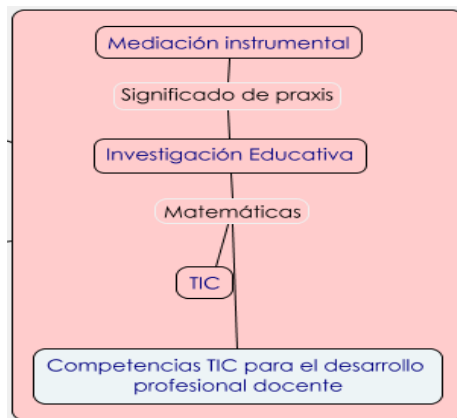 Mediación instrumental
Significado de praxis
Investigación Educativa
Matemáticas
TIC
Competencias TIC para el desarrollo
profesional docente